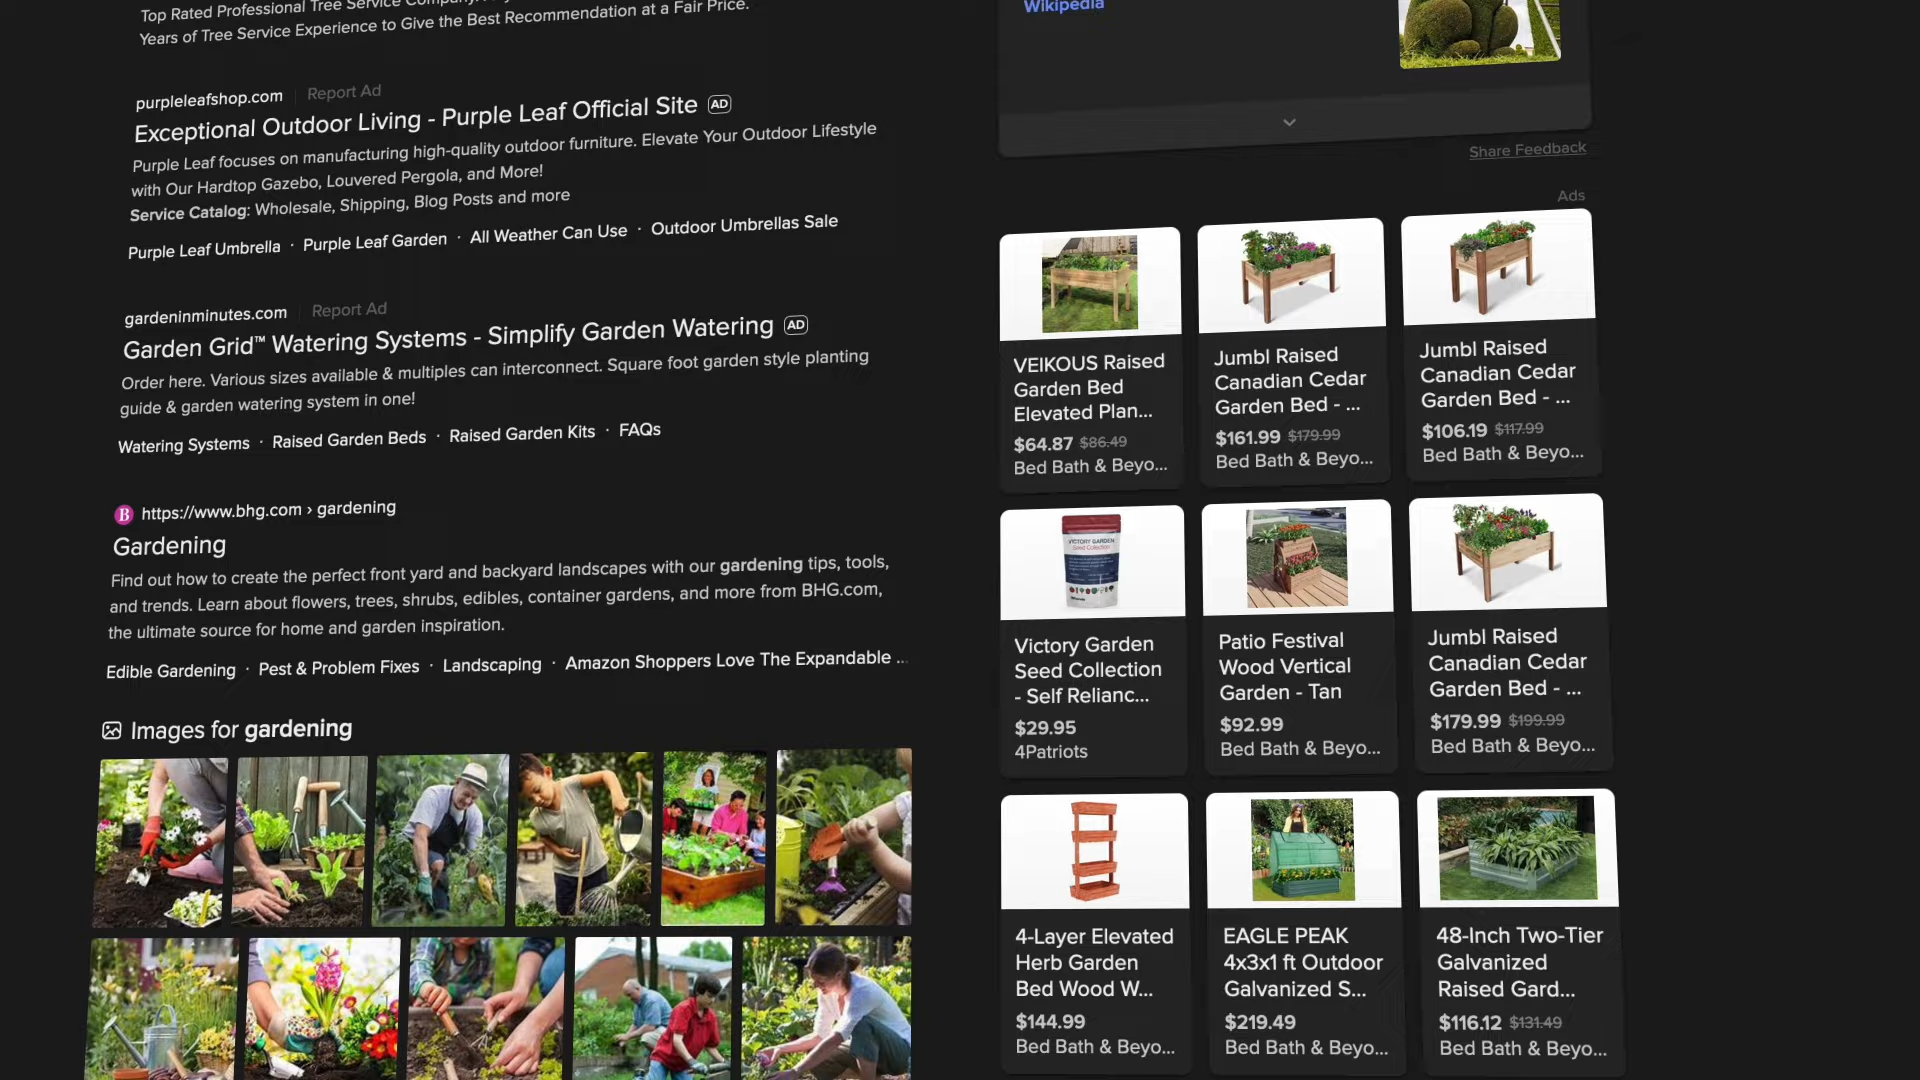 Top Rated Professional Tree Service
Years of Tree Service Experience to Give the Best Recommendation at a Fair Price.
purpleleafshop.com Report Ad
Exceptional Outdoor Living - Purple Leaf Official Site AD
Purple Leaf focuses on manufacturing high-quality outdoor furniture. Elevate Your Outdoor Lifestyle
with Our Hardtop Gazebo, Louvered Pergola, and More!
Service Catalog: Wholesale, Shipping, Blog Posts and more
Purple Leaf Umbrella · Purple Leaf Garden · All Weather Can Use · Outdoor Umbrellas Sale
gardeninminutes.com Report Ad
Garden Grid™ Watering Systems - Simplify Garden Watering AD
Order here. Various sizes available & multiples can interconnect. Square foot garden style planting
guide & garden watering system in one!
Watering Systems · Raised Garden Beds · Raised Garden Kits · FAQs
B https://www.bhg.com › gardening
Gardening
Find out how to create the perfect front yard and backyard landscapes with our gardening tips, tools,
and trends. Learn about flowers, trees, shrubs, edibles, container gardens, and more from BHG.com,
the ultimate source for home and garden inspiration.
Edible Gardening · Pest & Problem Fixes · Landscaping · Amazon Shoppers Love The Expandable ...
Images for gardening
Wikipedia
Share Feedback
Ads
VEIKOUS Raised
Garden Bed
Elevated Plan...
$64.87 $86.49
Bed Bath & Beyo...
Jumbl Raised
Canadian Cedar
Garden Bed - ...
$161.99 $179.99
Bed Bath & Beyo...
Jumbl Raised
Canadian Cedar
Garden Bed - ...
$106.19 $117.99
Bed Bath & Beyo...
VICTORY GARDEN
Seed Collection
Victory Garden
Seed Collection
- Self Relianc...
$29.95
4Patriots
Patio Festival
Wood Vertical
Garden - Tan
$92.99
Bed Bath & Beyo...
Jumbl Raised
Canadian Cedar
Garden Bed - ...
$179.99 $199.99
Bed Bath & Beyo...
4-Layer Elevated
Herb Garden
Bed Wood W...
$144.99
Bed Bath & Beyo...
EAGLE PEAK
4x3x1 ft Outdoor
Galvanized S...
$219.49
Bed Bath & Beyo...
48-Inch Two-Tier
Galvanized
Raised Gard...
$116.12 $131.49
Bed Bath & Beyo...